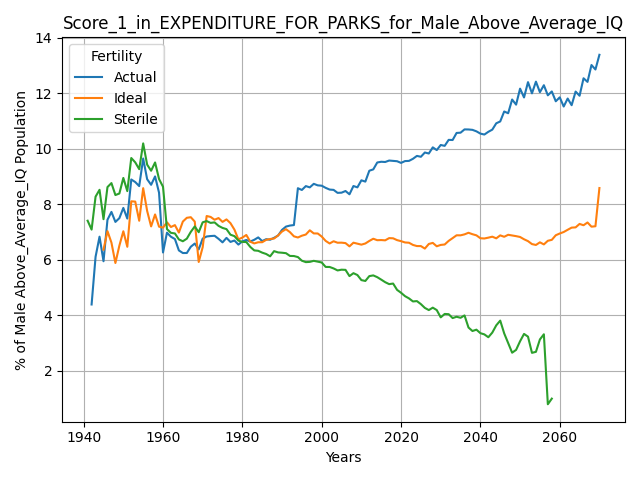 Score_1_in_EXPENDITURE_FOR_PARKS_for_Male_Above_Average_IQ
Fertility
Actual
Ideal
Sterile
% of Male Above_Average_IQ Population
14
12
10
8
6
4
2
1940
1960
1980
2000
2020
2040
2060
Years